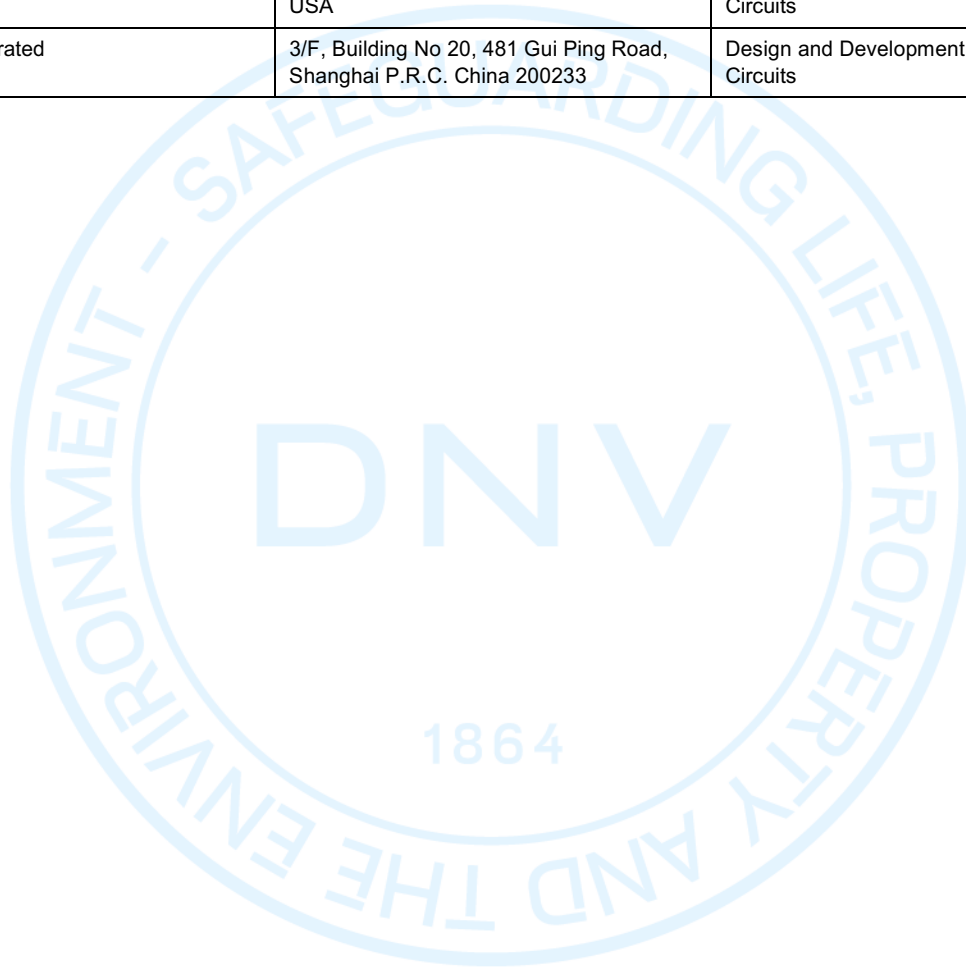 USA
Circuits
rated
3/F, Building No 20, 481 Gui Ping Road,
Shanghai P.R.C. China 200233
Design and Development
Circuits
SAFEGUARDING LIFE, PROPERTY AND THE ENVIRONMENT -
DNV
1864